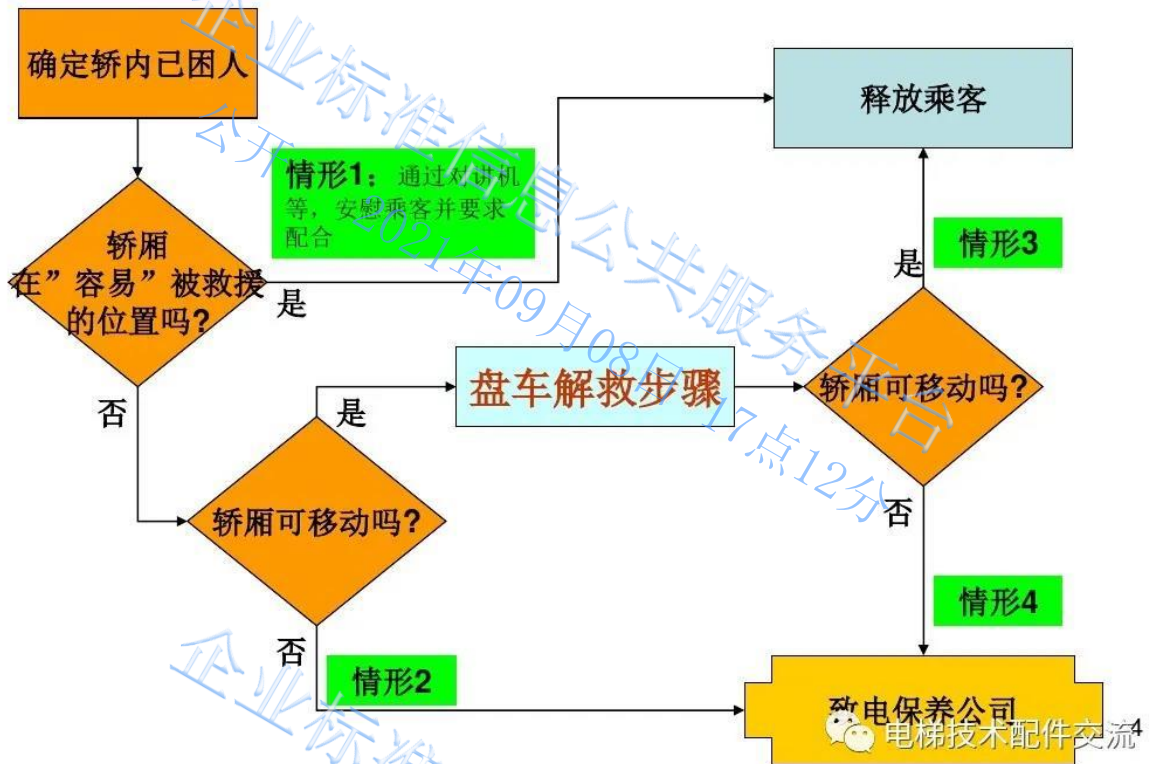 确定轿内已困人
释放乘客
情形1：通过对讲机
等，安慰乘客并要求
配合
轿厢
在”容易”被救援
的位置吗?
是
情形3
是
盘车解救步骤
轿厢可移动吗?
否
是
轿厢可移动吗?
否
情形4
否
情形2
致电保养公司
电梯技术配件交流
4
企业标准信息公共服务平台
公开
2021年09月08日 17点12分
企业标准